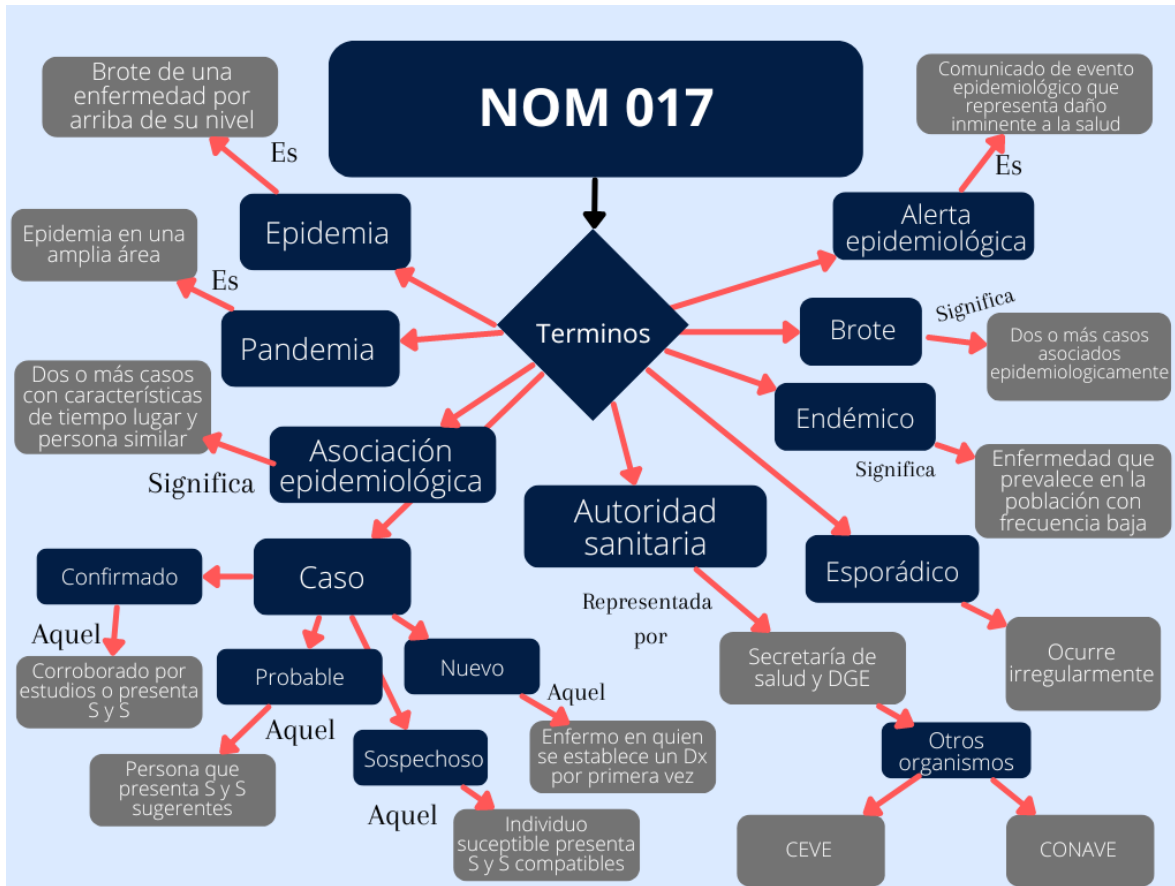 NOM 017
Brote de una
enfermedad por
arriba de su nivel
Es
Epidemia
Comunicado de evento
epidemiológico que
representa daño
inminente a la salud
Es
Alerta
epidemiológica
Epidemia en una
amplia área
Es
Pandemia
Terminos
Brote
Significa
Dos o más casos
asociados
epidemiologicamente
Dos o más casos
con características
de tiempo lugar y
persona similar
Significa
Asociación
epidemiológica
Endémico
Significa
Enfermedad que
prevalece en la
población con
frecuencia baja
Autoridad
sanitaria
Representada
por
Secretaría de
salud y DGE
Otros
organismos
CEVE
CONAVE
Esporádico
Ocurre
irregularmente
Caso
Confirmado
Aquel
Corroborado por
estudios o presenta
S y S
Probable
Aquel
Persona que
presenta S y S
sugerentes
Sospechoso
Aquel
Individuo
suceptible presenta
S y S compatibles
Nuevo
Aquel
Enfermo en quien
se establece un Dx
por primera vez